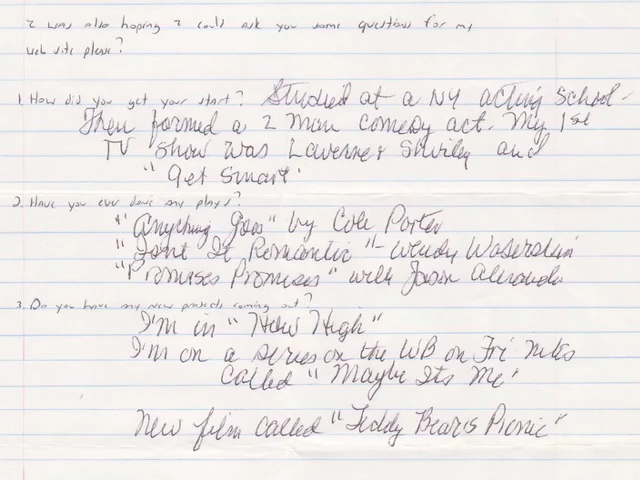 I was also hoping I could ask you some questions for my
web site please?
1. How did you get your start? Studied at a NY acting School -
Then formed a 2 man comedy act. My 1st
TV show was Laverne & Shirley and
"Get Smart"
2. Have you ever done any plays?
"Anything Goes" by Cole Porter
"Isnt It Romantic" - Wendy Waserstein
"Promises Promises" with Jason Alexander
3. Do you have any new projects coming out?
I'm in "How High"
I'm on a series on the WB on Fri nites
called "Maybe Its Me"
New film called "Teddy Bears Picnic"